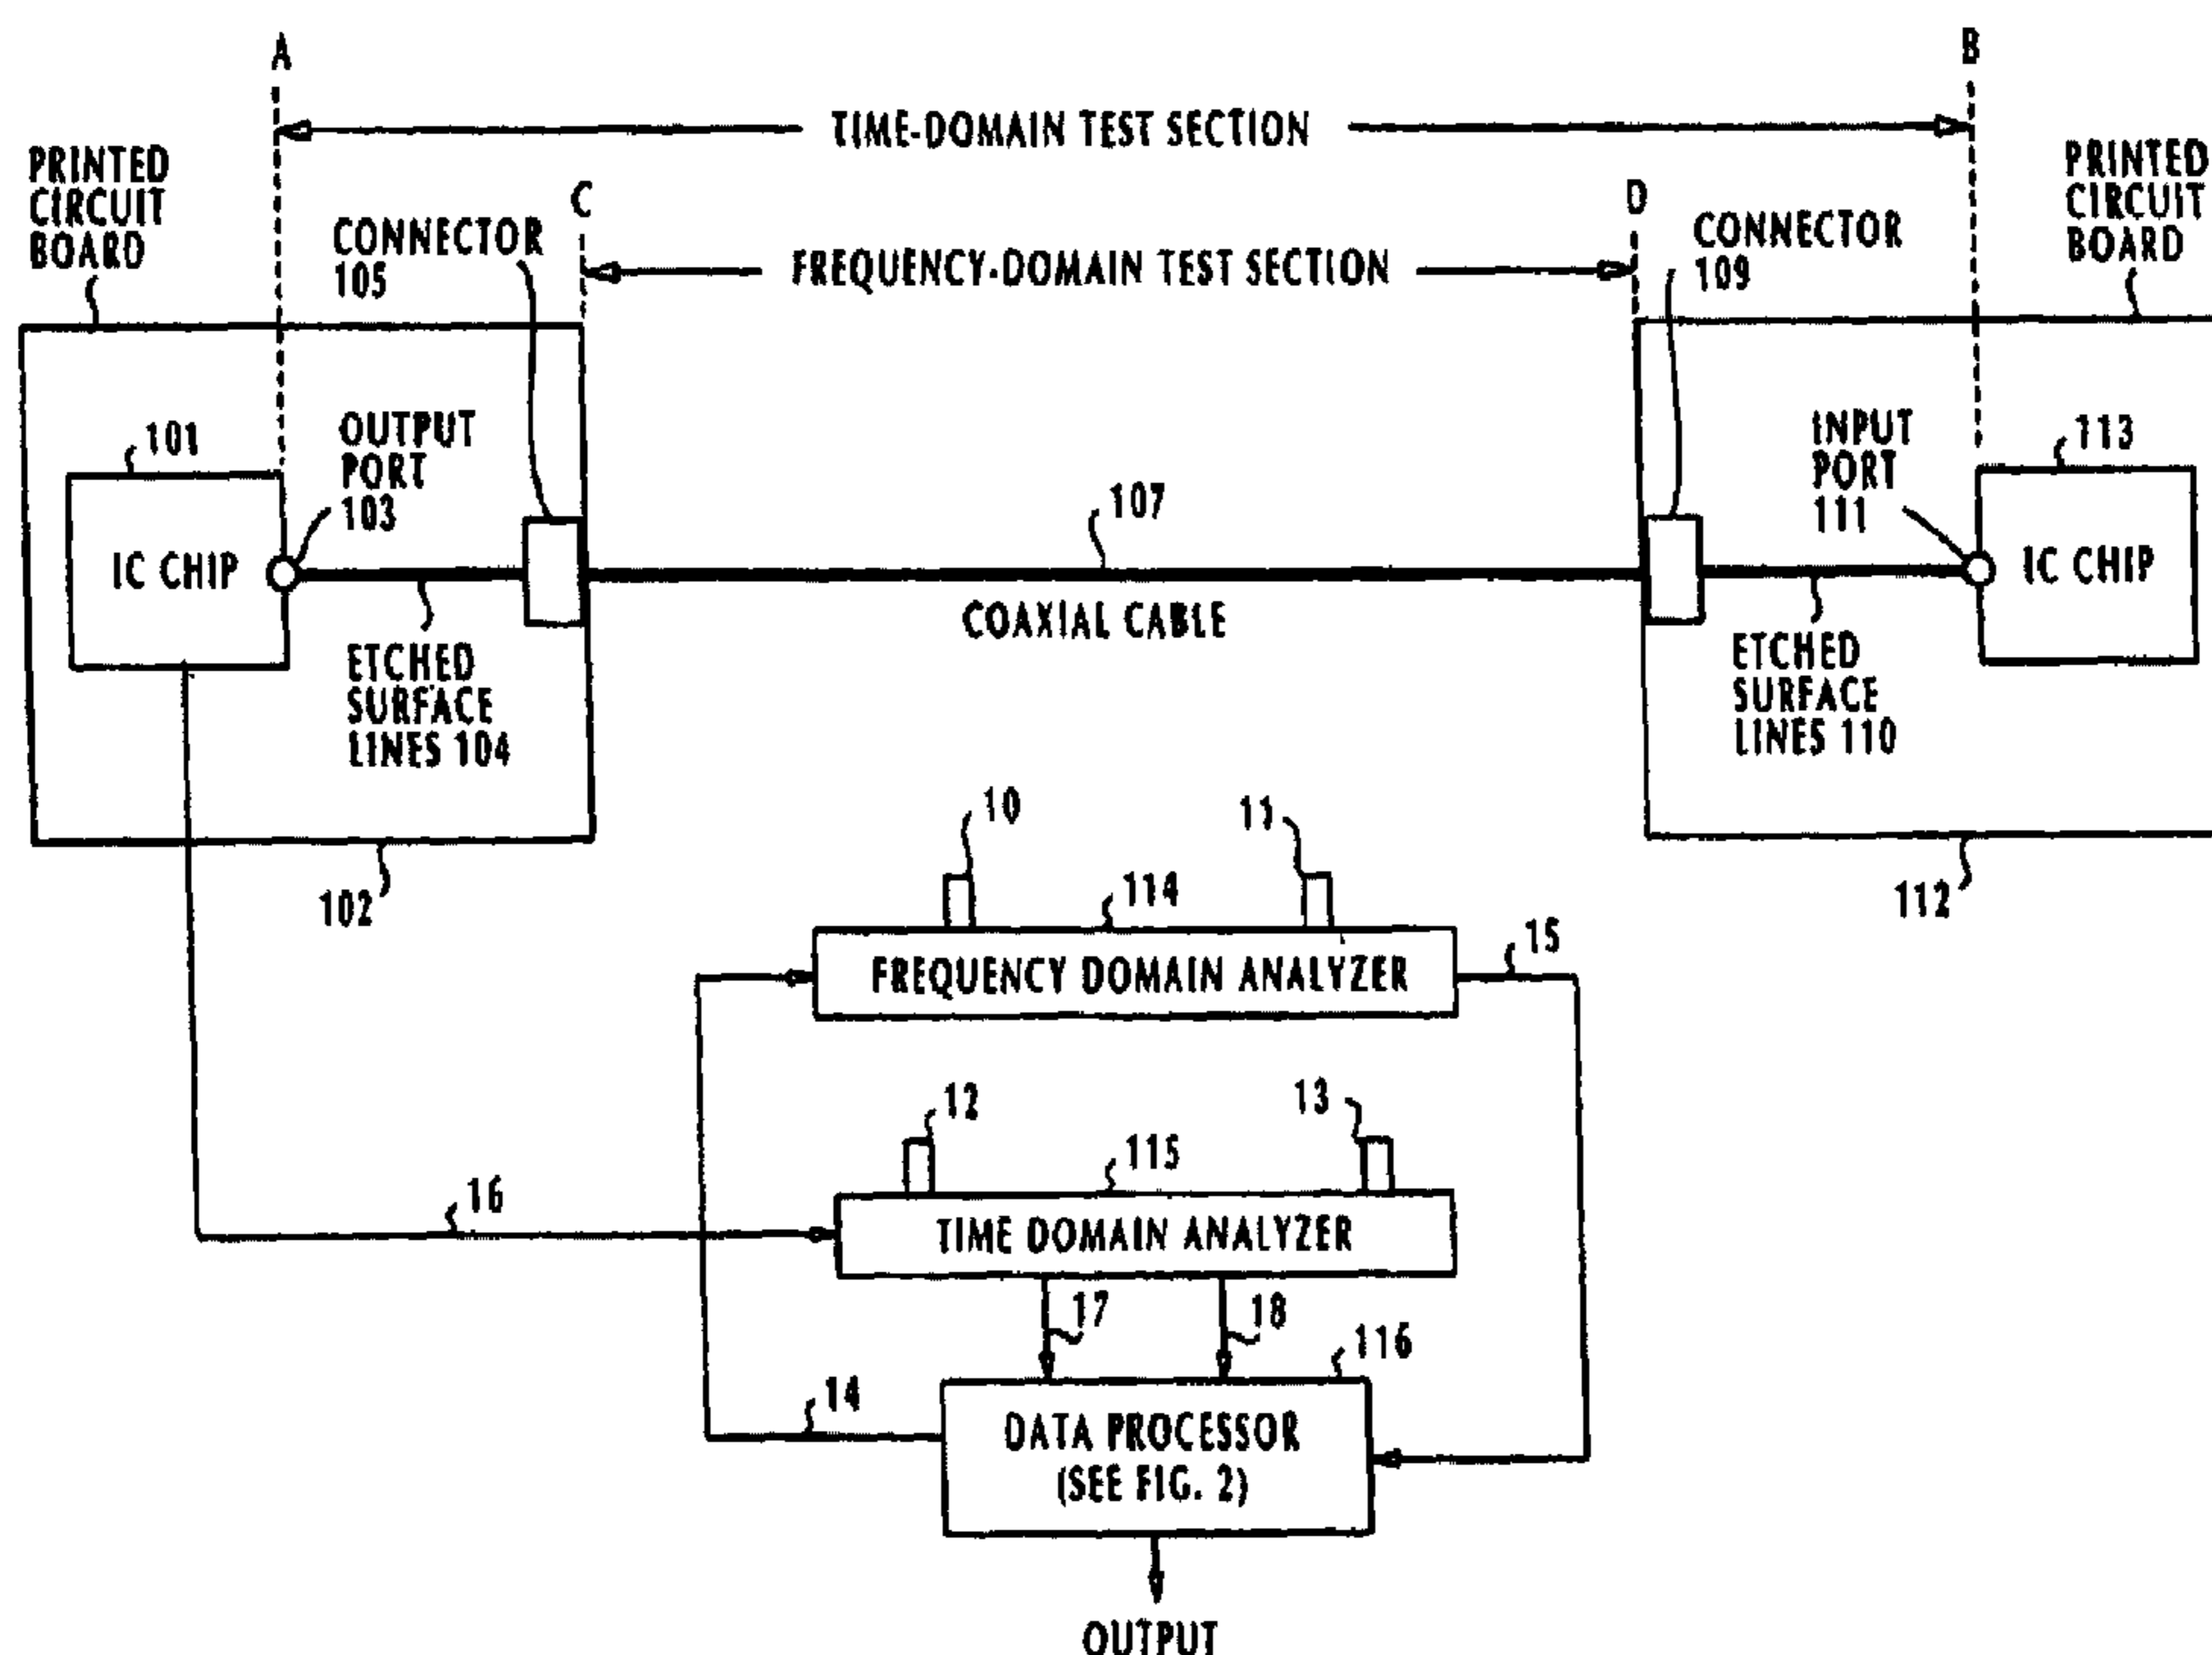 A
B
TIME-DOMAIN TEST SECTION
PRINTED
CIRCUIT
BOARD
PRINTED
CIRCUIT
BOARD
C
D
CONNECTOR
105
CONNECTOR
109
FREQUENCY-DOMAIN TEST SECTION
101
OUTPUT
PORT
103
INPUT
PORT
111
113
107
IC CHIP
IC CHIP
COAXIAL CABLE
ETCHED
SURFACE
LINES 104
ETCHED
SURFACE
LINES 110
10
11
102
114
112
15
FREQUENCY DOMAIN ANALYZER
12
13
115
16
TIME DOMAIN ANALYZER
17
18
116
14
DATA PROCESSOR
(SEE FIG. 2)
OUTPUT